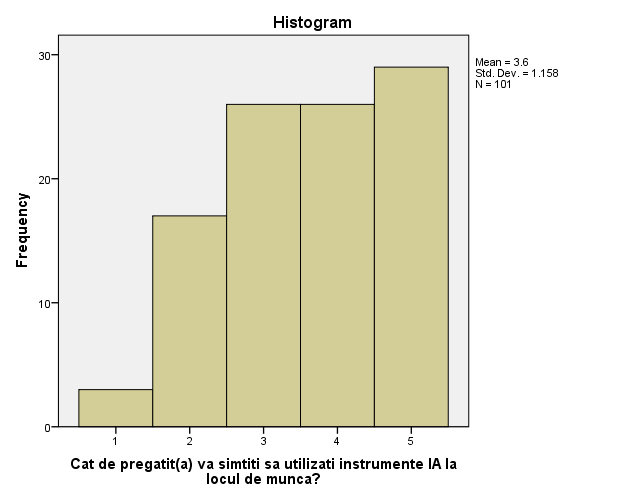 Histogram
Mean = 3.6
Std. Dev. = 1.158
N = 101
Frequency
30
20
10
0
1 2 3 4 5
Cat de pregatit(a) va simtiti sa utilizati instrumente IA la
locul de munca?